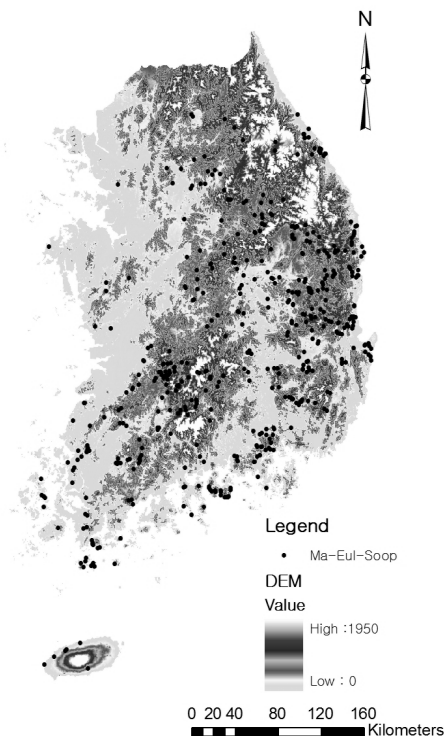 N
Legend
Ma-Eul-Soop
DEM
Value
High :1950
Low : 0
0 20 40 80 120 160
Kilometers